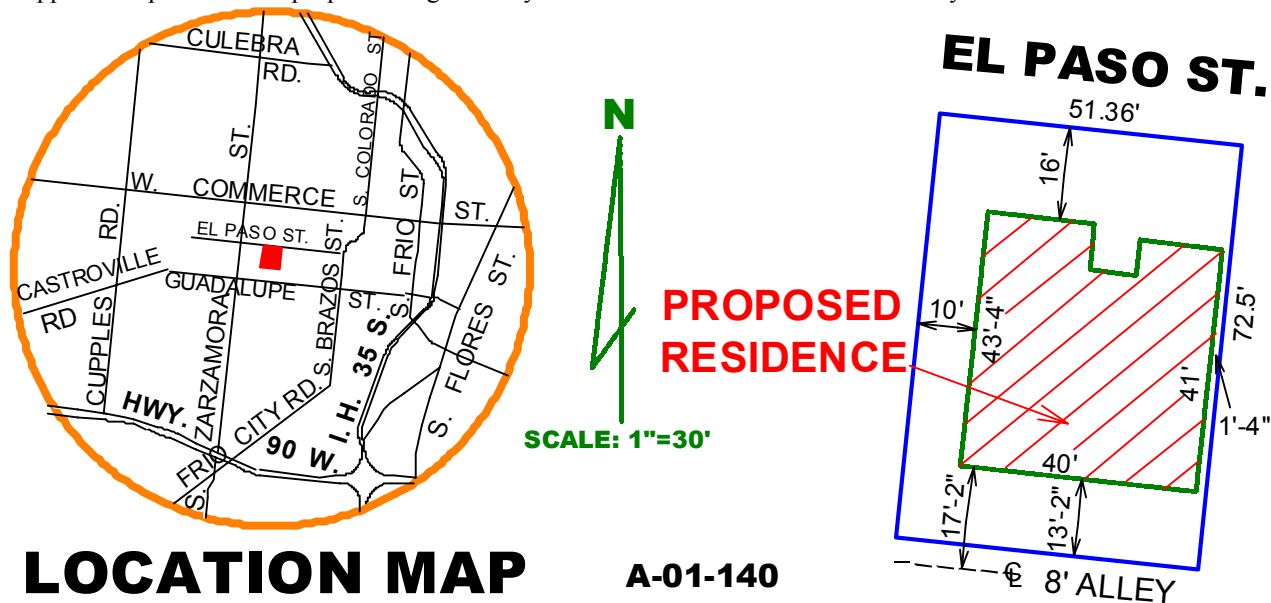 CULEBRA
RD.
ST.
S. COLORADO ST
W. COMMERCE ST.
EL PASO ST.
S. FRIO ST
CASTROVILLE
RD
GUADALUPE ST.
CUPPLES RD.
S. ZARZAMORA
S. BRAZOS ST.
I. H. 35 S.
S. FLORES ST.
HWY. 90 W.
FRIO CITY RD.
LOCATION MAP
N
SCALE: 1"=30'
A-01-140
EL PASO ST.
51.36'
16'
PROPOSED
RESIDENCE
10'
43'-4"
72.5'
41'
1'-4"
40'
17'-2"
13'-2"
℄ 8' ALLEY